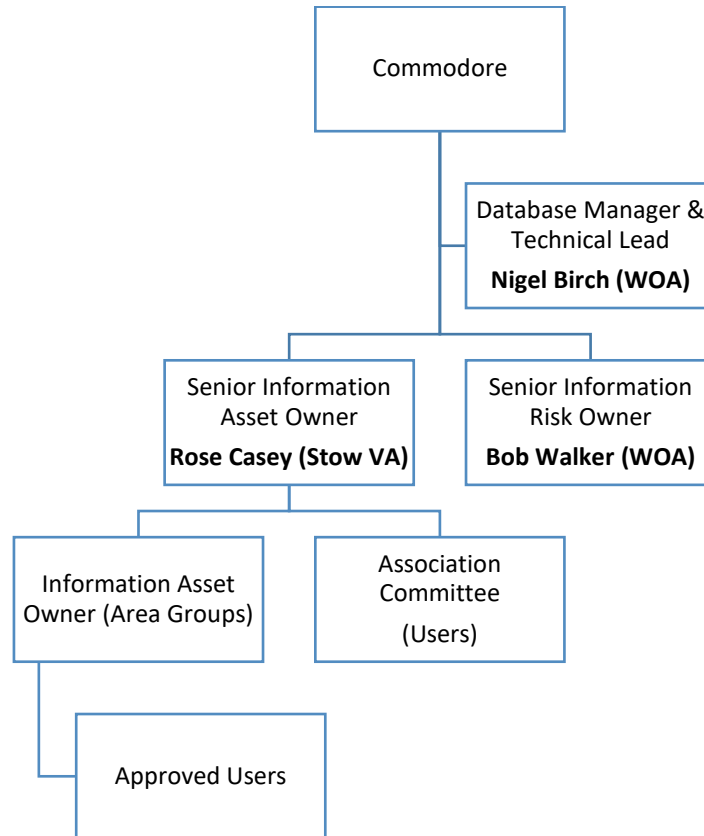 Commodore
Database Manager &
Technical Lead
Nigel Birch (WOA)
Senior Information
Asset Owner
Rose Casey (Stow VA)
Senior Information
Risk Owner
Bob Walker (WOA)
Information Asset
Owner (Area Groups)
Association
Committee
(Users)
Approved Users